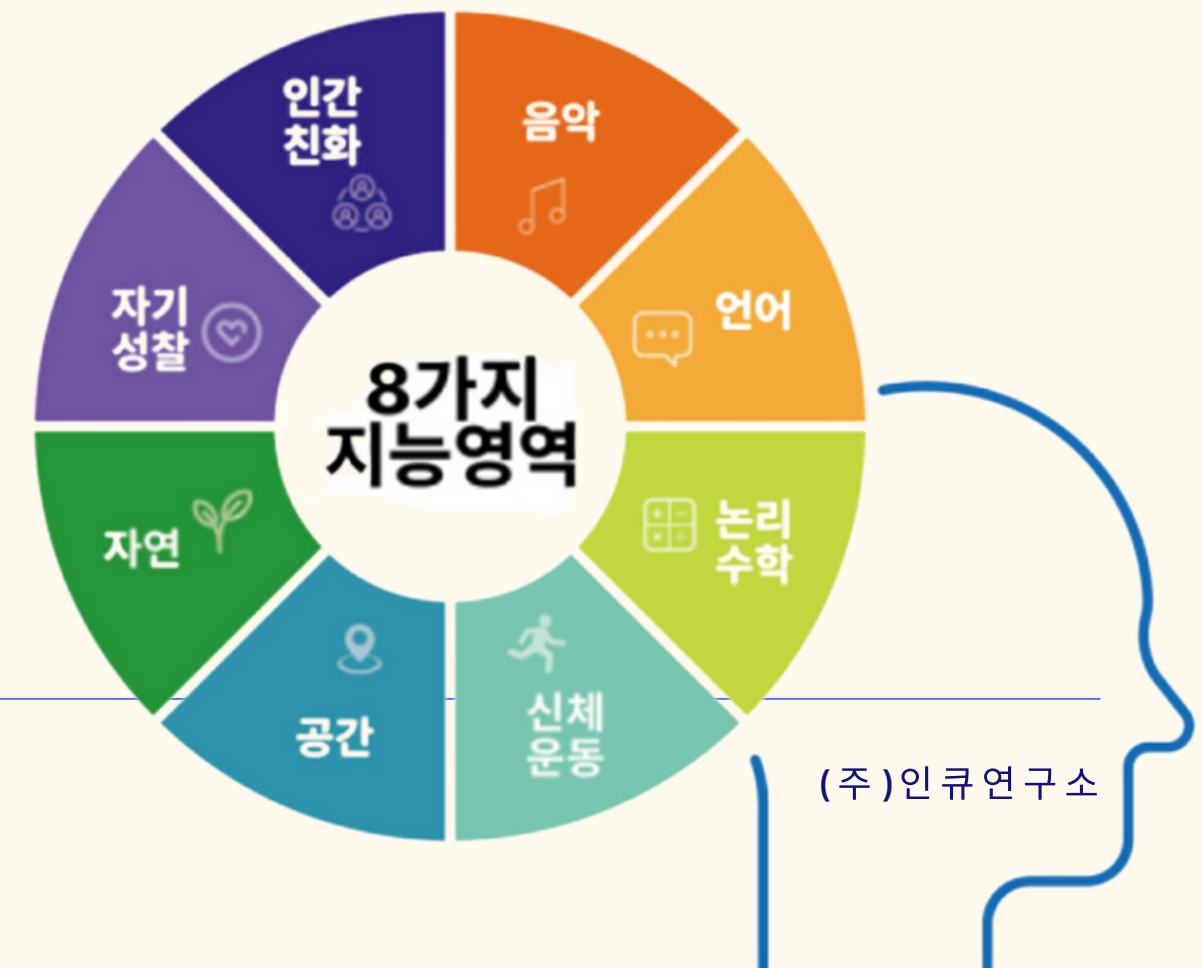 8가지
지능영역
인간
친화
음악
언어
논리
수학
신체
운동
공간
자연
자기
성찰
(주)인큐연구소